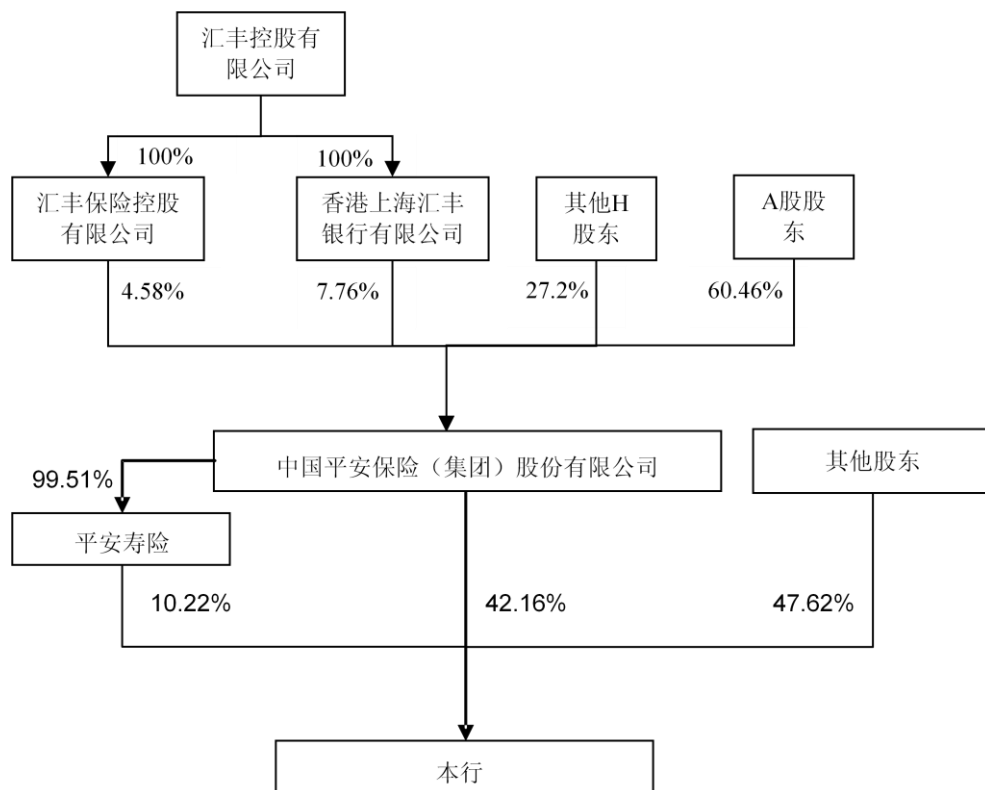 汇丰控股有
限公司
100%
100%
汇丰保险控股
有限公司
香港上海汇丰
银行有限公司
其他H
股东
A股股
东
4.58%
7.76%
27.2%
60.46%
中国平安保险（集团）股份有限公司
其他股东
99.51%
平安寿险
10.22%
42.16%
47.62%
本行